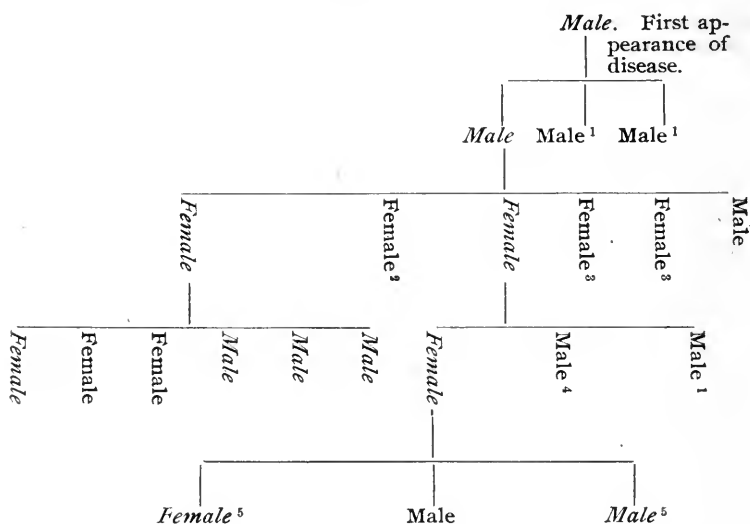 Male. First ap-
pearance of
disease.
Male Male ¹ Male ¹
Female Female ² Female Female ³ Female ³ Male
Female Female Female Male Male Male Female Male ⁴ Male ¹
Female ⁵ Male Male ⁵